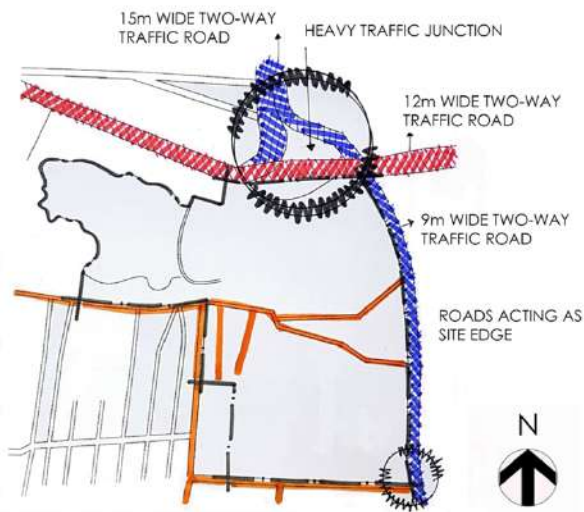 15m WIDE TWO-WAY
TRAFFIC ROAD
HEAVY TRAFFIC JUNCTION
12m WIDE TWO-WAY
TRAFFIC ROAD
9m WIDE TWO-WAY
TRAFFIC ROAD
ROADS ACTING AS
SITE EDGE
N